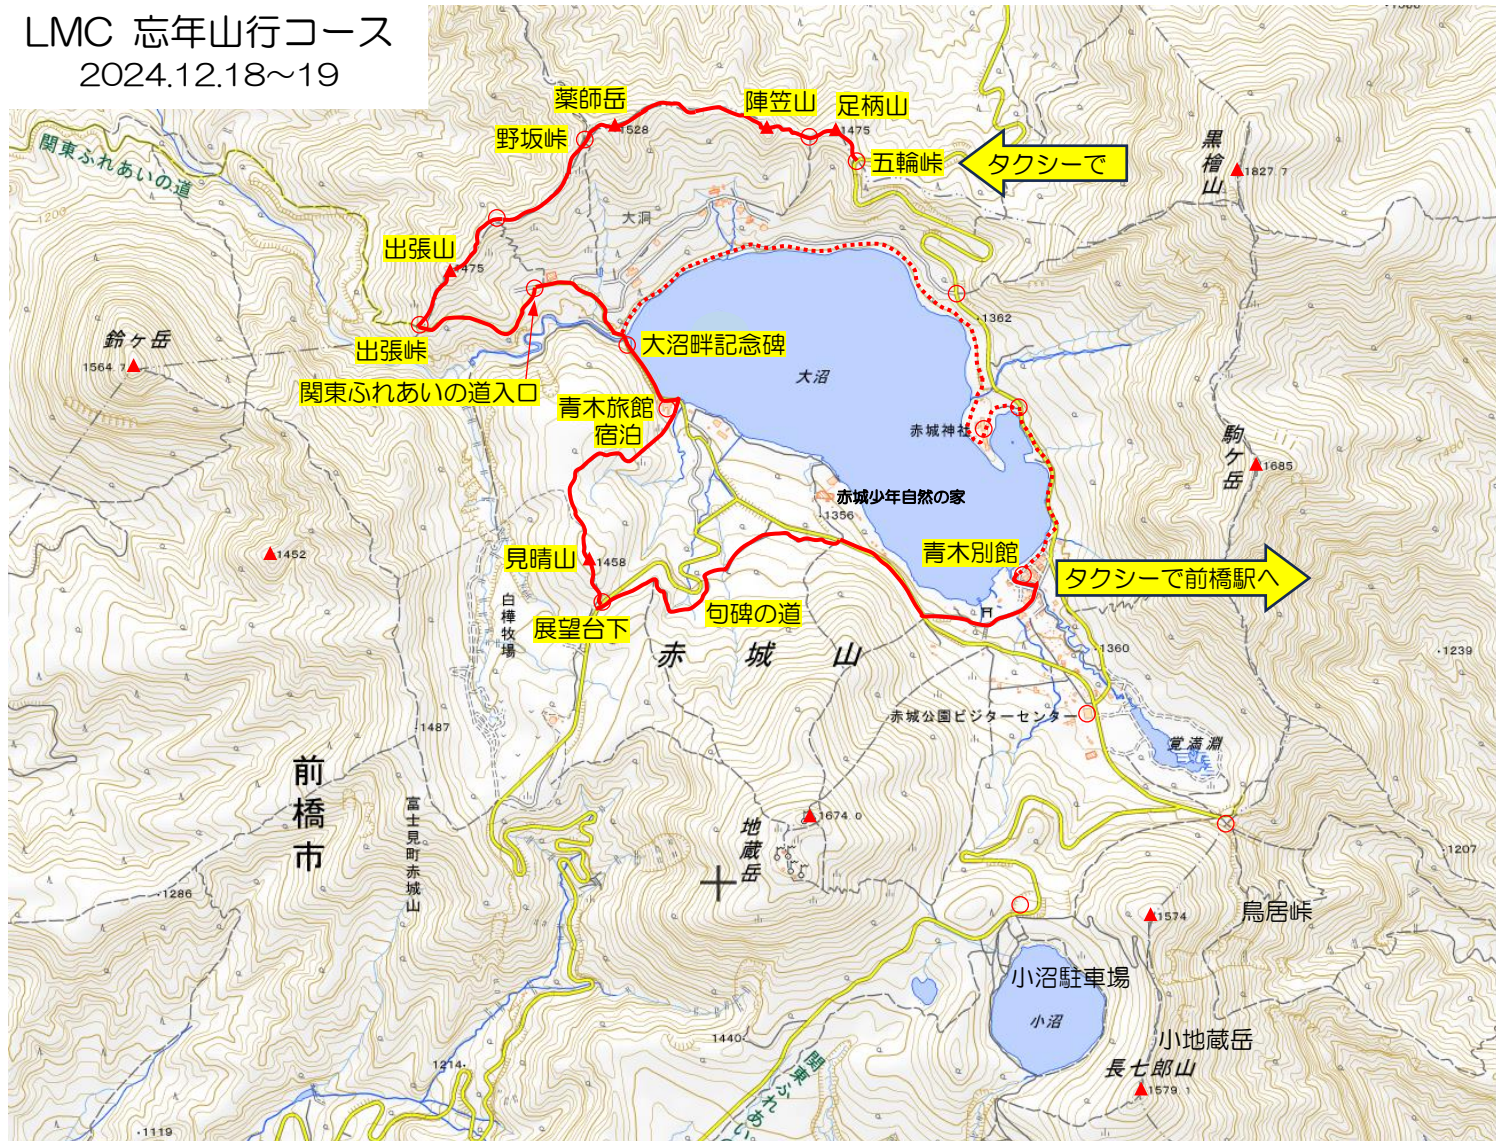 LMC 忘年山行コース
2024.12.18～19
薬師岳
1528
陣笠山
足柄山
1475
野坂峠
五輪峠
タクシーで
黒檜山
1827.7
関東ふれあいの道
1200
大洞
出張山
1475
1362
鈴ヶ岳
1564.7
出張峠
大沼畔記念碑
大沼
関東ふれあいの道入口
青木旅館
宿泊
赤城神社
駒ケ岳
1685
赤城少年自然の家
1356
1452
見晴山
1458
青木別館
タクシーで前橋駅へ
白樺牧場
展望台下
句碑の道
赤城山
1360
1239
1487
赤城公園ビジターセンター
覚満淵
前橋市
富士見町赤城山
地蔵岳
1674.0
1207
1286
1574
鳥居峠
小沼駐車場
小沼
1440
小地蔵岳
長七郎山
1579.1
1214
関東ふれあい
1119